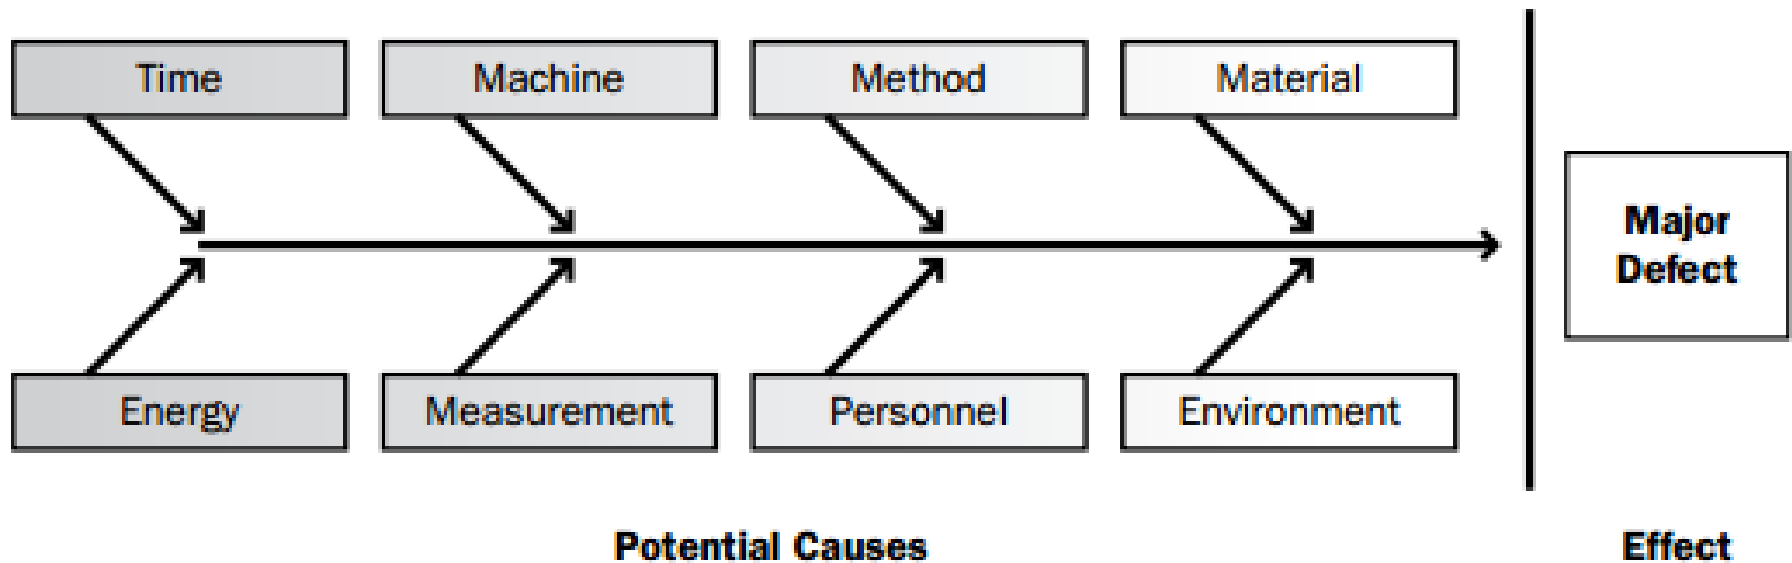 Time
Machine
Method
Material
Major
Defect
Energy
Measurement
Personnel
Environment
Potential Causes
Effect